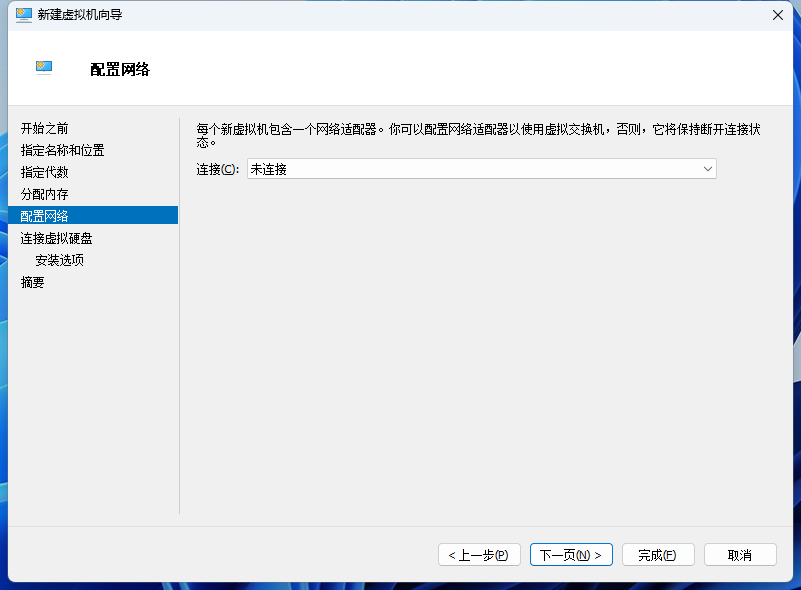 新建虚拟机向导
配置网络
开始之前
指定名称和位置
指定代数
分配内存
配置网络
连接虚拟硬盘
安装选项
摘要
每个新虚拟机包含一个网络适配器。你可以配置网络适配器以使用虚拟交换机，否则，它将保持断开连接状
态。
连接(C): 未连接
< 上一步(P) 下一页(N) > 完成(F) 取消